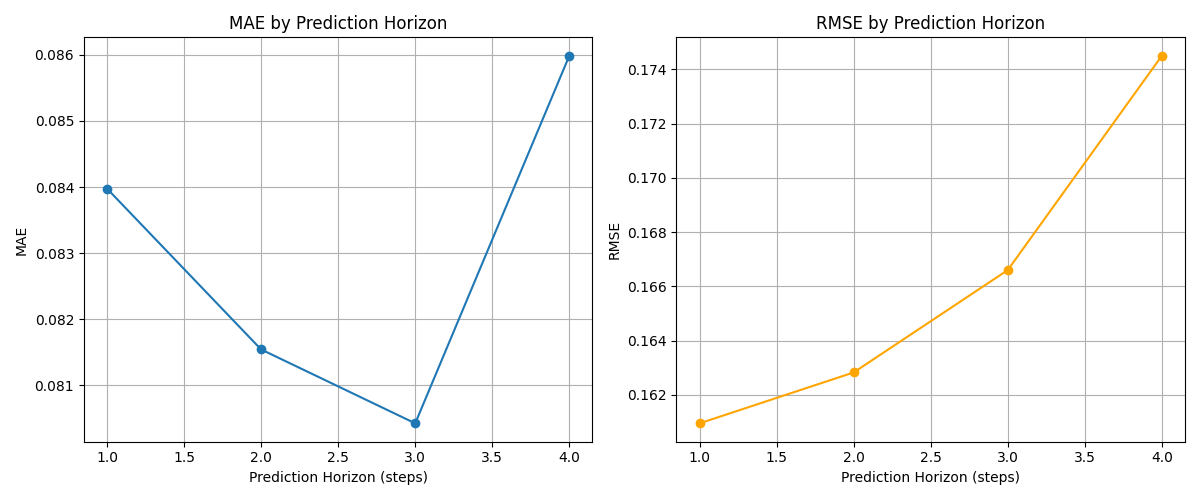 MAE by Prediction Horizon
0.086
0.085
0.084
0.083
0.082
0.081
MAE
1.0 1.5 2.0 2.5 3.0 3.5 4.0
Prediction Horizon (steps)
RMSE by Prediction Horizon
0.174
0.172
0.170
0.168
0.166
0.164
0.162
RMSE
1.0 1.5 2.0 2.5 3.0 3.5 4.0
Prediction Horizon (steps)